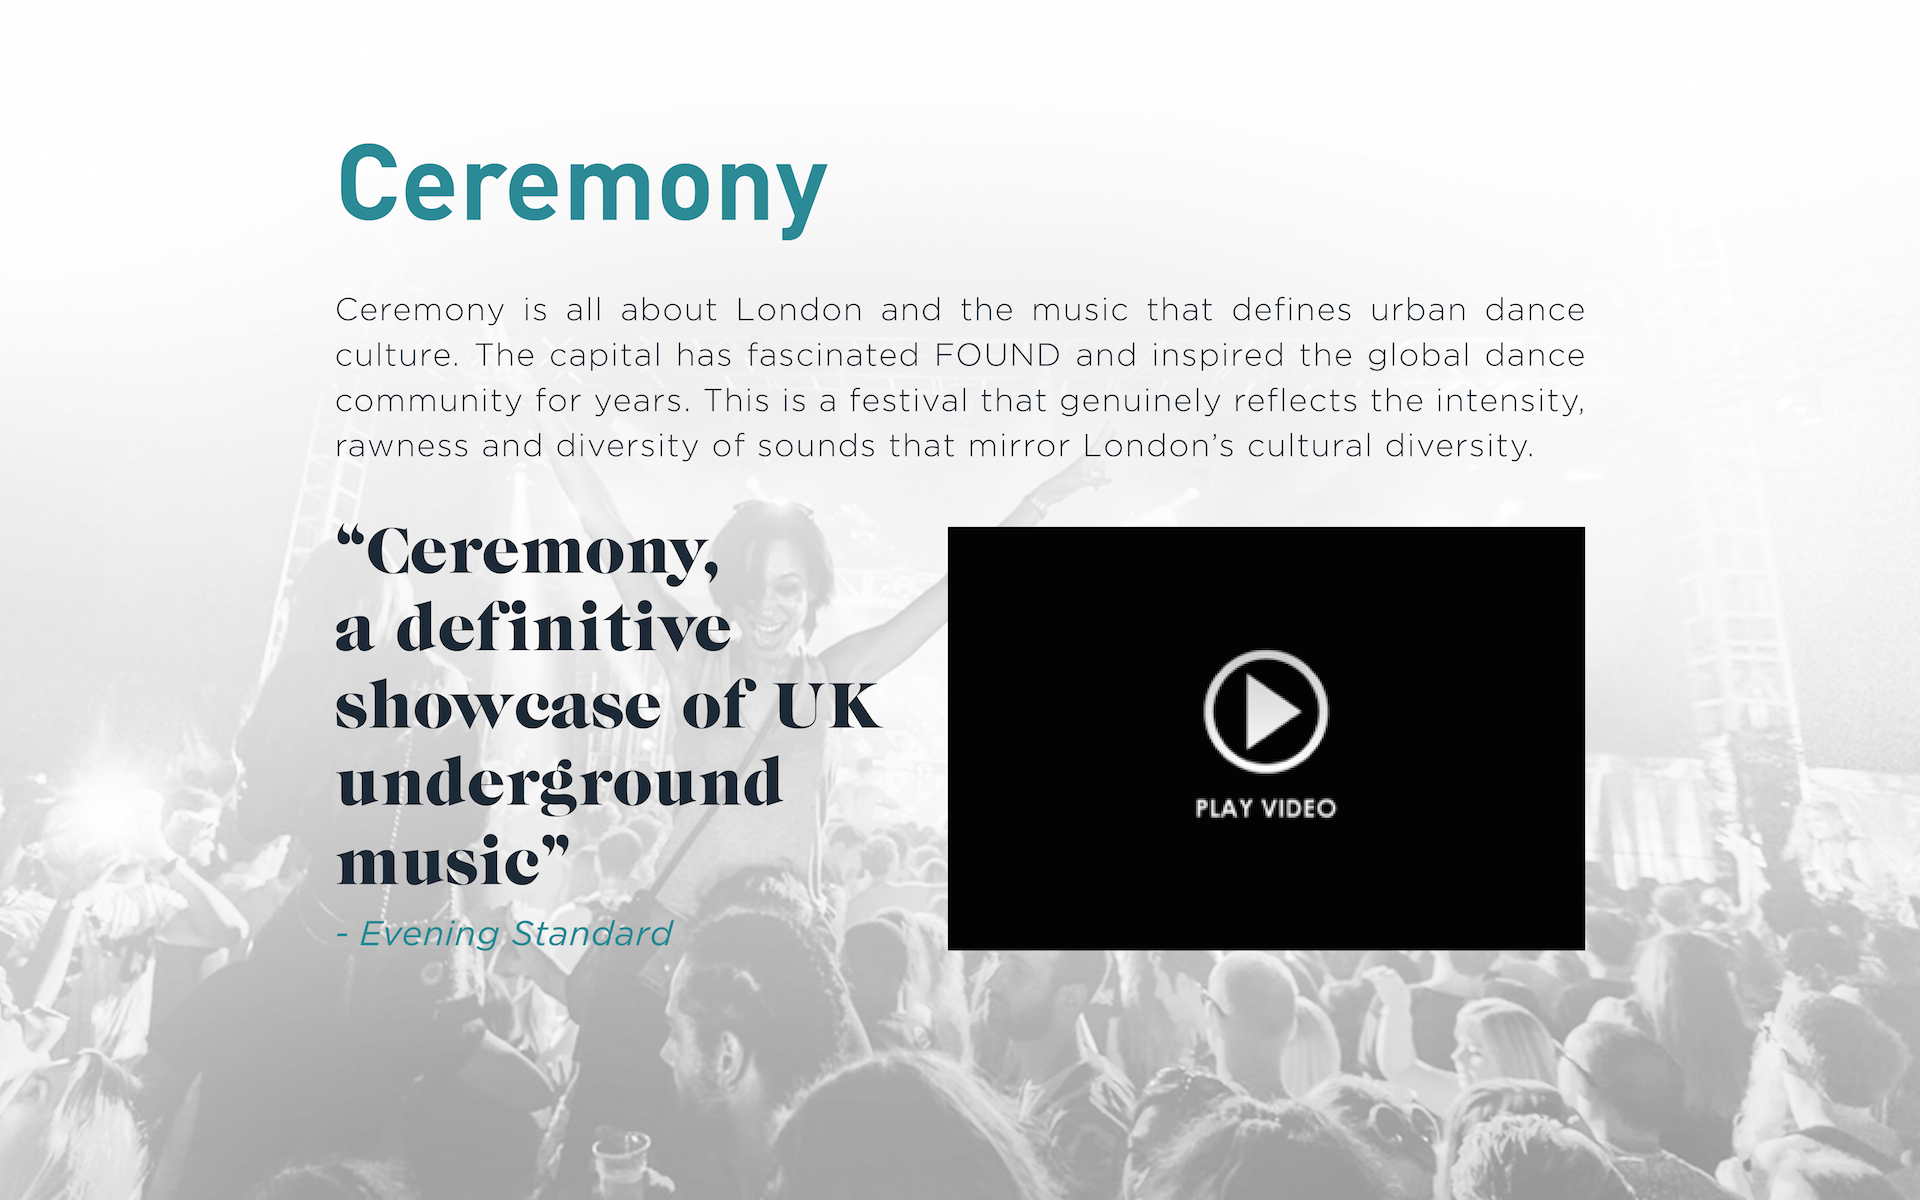 Ceremony
Ceremony is all about London and the music that defines urban dance
culture. The capital has fascinated FOUND and inspired the global dance
community for years. This is a festival that genuinely reflects the intensity,
rawness and diversity of sounds that mirror London’s cultural diversity.
“Ceremony,
a definitive
showcase of UK
underground
music”
- Evening Standard
PLAY VIDEO